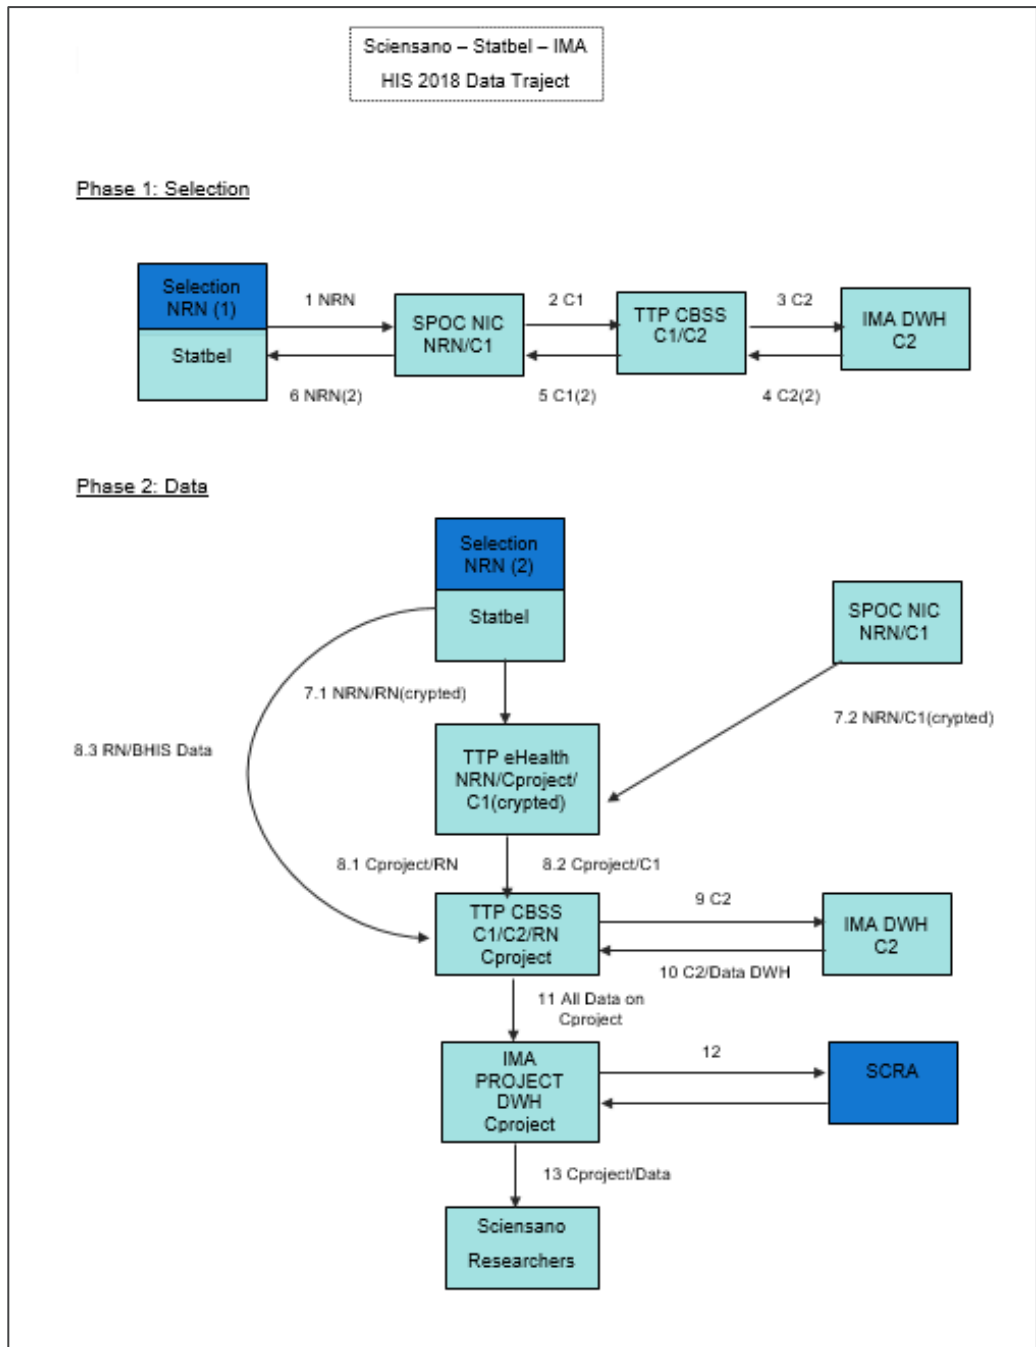 Sciensano – Statbel – IMA
HIS 2018 Data Traject
Phase 1: Selection
Selection
NRN (1)
Statbel
1 NRN
SPOC NIC
NRN/C1
2 C1
TTP CBSS
C1/C2
3 C2
IMA DWH
C2
6 NRN(2)
5 C1(2)
4 C2(2)
Phase 2: Data
Selection
NRN (2)
Statbel
SPOC NIC
NRN/C1
7.1 NRN/RN(crypted)
7.2 NRN/C1(crypted)
8.3 RN/BHIS Data
TTP eHealth
NRN/Cproject/
C1(crypted)
8.1 Cproject/RN
8.2 Cproject/C1
TTP CBSS
C1/C2/RN
Cproject
9 C2
IMA DWH
C2
10 C2/Data DWH
11 All Data on
Cproject
IMA
PROJECT
DWH
Cproject
12
SCRA
13 Cproject/Data
Sciensano
Researchers